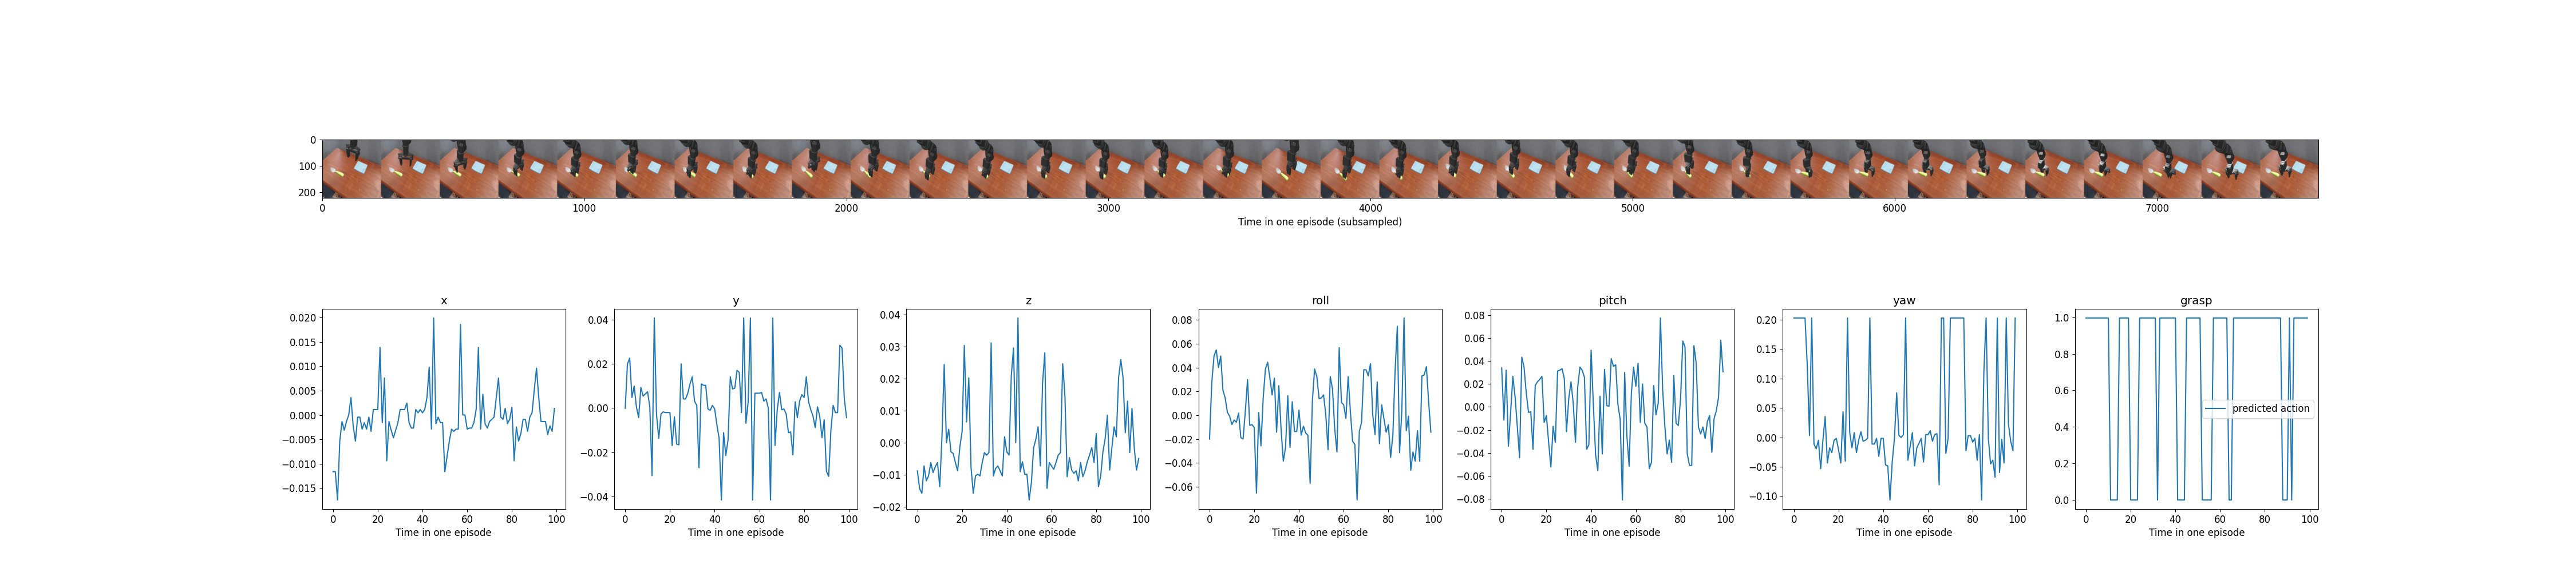 0
100
200
0 1000 2000 3000 4000 5000 6000 7000
Time in one episode (subsampled)
x
0.020
0.015
0.010
0.005
0.000
−0.005
−0.010
−0.015
0 20 40 60 80 100
Time in one episode
y
0.04
0.02
0.00
−0.02
−0.04
0 20 40 60 80 100
Time in one episode
z
0.04
0.03
0.02
0.01
0.00
−0.01
−0.02
0 20 40 60 80 100
Time in one episode
roll
0.08
0.06
0.04
0.02
0.00
−0.02
−0.04
−0.06
0 20 40 60 80 100
Time in one episode
pitch
0.08
0.06
0.04
0.02
0.00
−0.02
−0.04
−0.06
−0.08
0 20 40 60 80 100
Time in one episode
yaw
0.20
0.15
0.10
0.05
0.00
−0.05
−0.10
0 20 40 60 80 100
Time in one episode
grasp
1.0
0.8
0.6
0.4
0.2
0.0
predicted action
0 20 40 60 80 100
Time in one episode